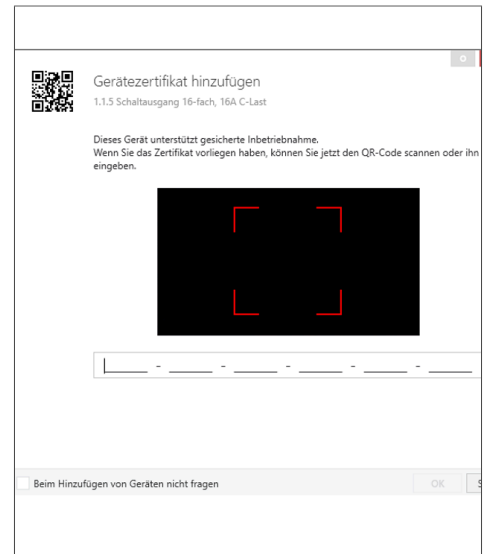 Gerätezertifikat hinzufügen
1.1.5 Schaltausgang 16-fach, 16A C-Last
Dieses Gerät unterstützt gesicherte Inbetriebnahme.
Wenn Sie das Zertifikat vorliegen haben, können Sie jetzt den QR-Code scannen oder ihn
eingeben.
Beim Hinzufügen von Geräten nicht fragen
OK